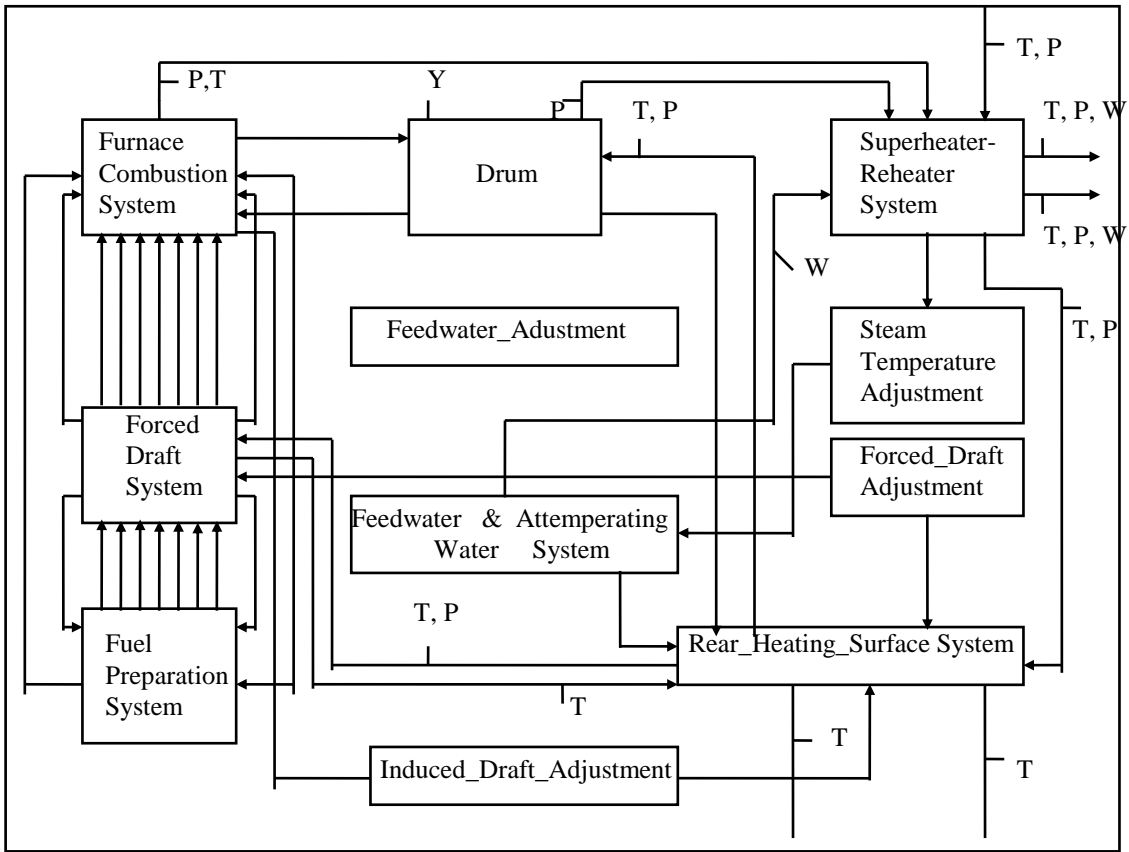 T, P
P,T
Y
P
T, P
T, P, W
Furnace
Combustion
System
Drum
Superheater-
Reheater
System
T, P, W
W
Feedwater_Adustment
Steam
Temperature
Adjustment
T, P
Forced
Draft
System
Forced_Draft
Adjustment
Feedwater & Attemperating
Water System
T, P
Fuel
Preparation
System
Rear_Heating_Surface System
T
T
T
Induced_Draft_Adjustment